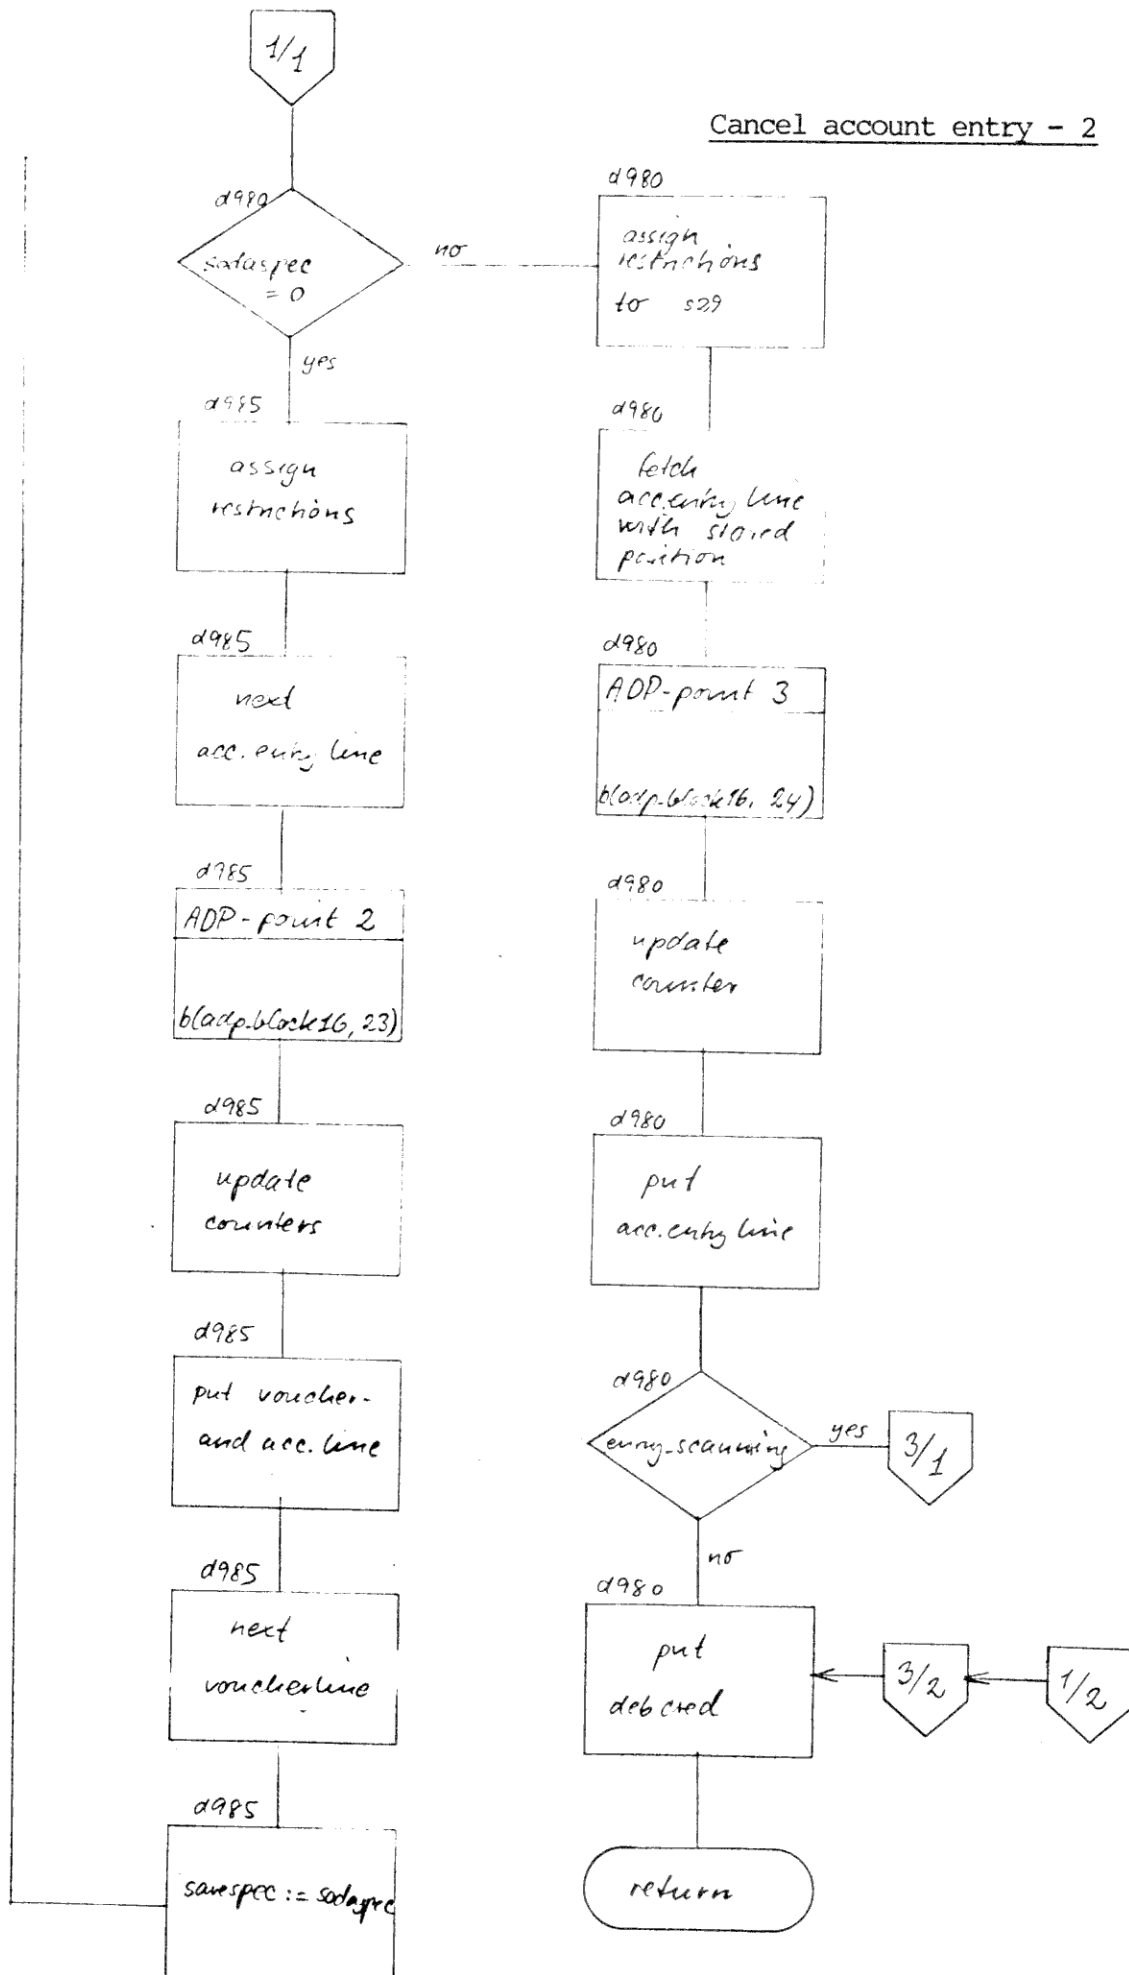 1/1
Cancel account entry - 2
d980
sodaspec
= 0
no
yes
d985
assign
restrictions
d985
next
acc.entry line
d985
ADP-point 2
bladp.block16, 23)
d985
update
counters
d985
put voucher-
and acc.line
d985
next
voucherline
d985
savespec := sodaspec
d980
assign
restrictions
to s29
d980
fetch
acc.entry line
with stored
position
d980
ADP-point 3
bladp.block16, 24)
d980
update
counter
d980
put
acc.entry line
d980
entry-scanning
yes
3/1
no
d980
put
debcred
3/2
1/2
return